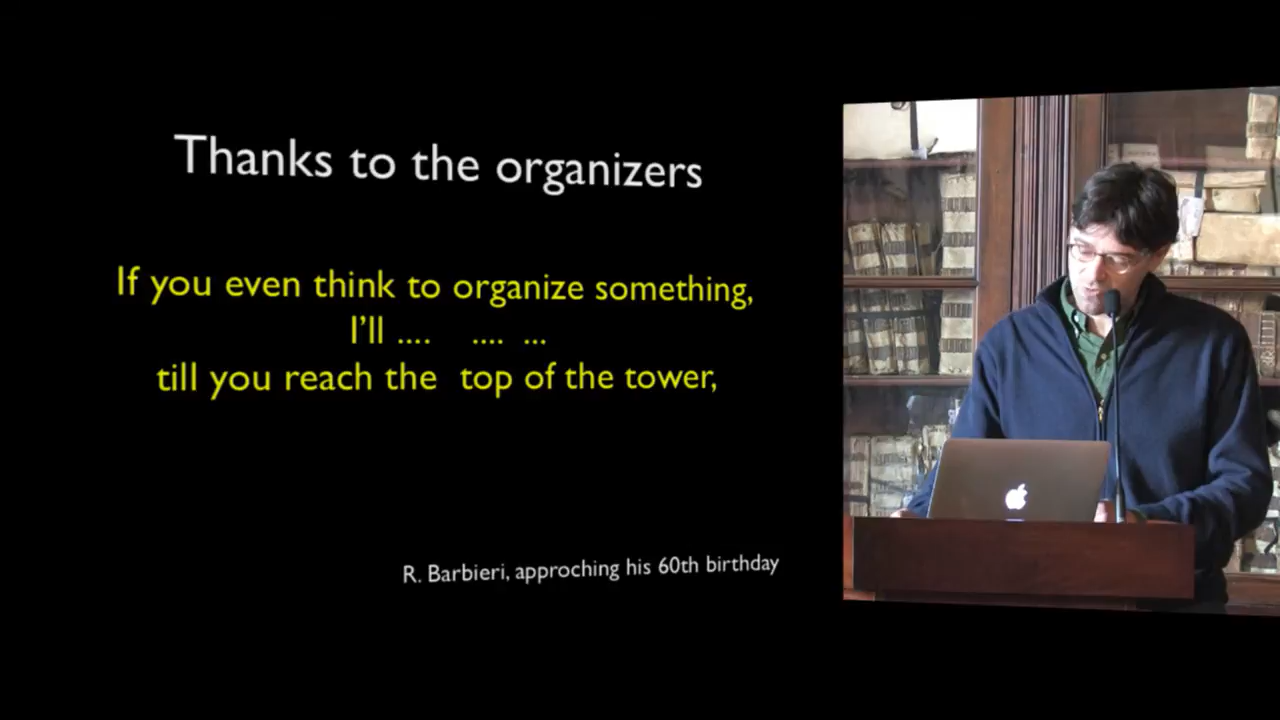 Thanks to the organizers
If you even think to organize something,
I'll .... .... ...
till you reach the top of the tower,
R. Barbieri, approching his 60th birthday